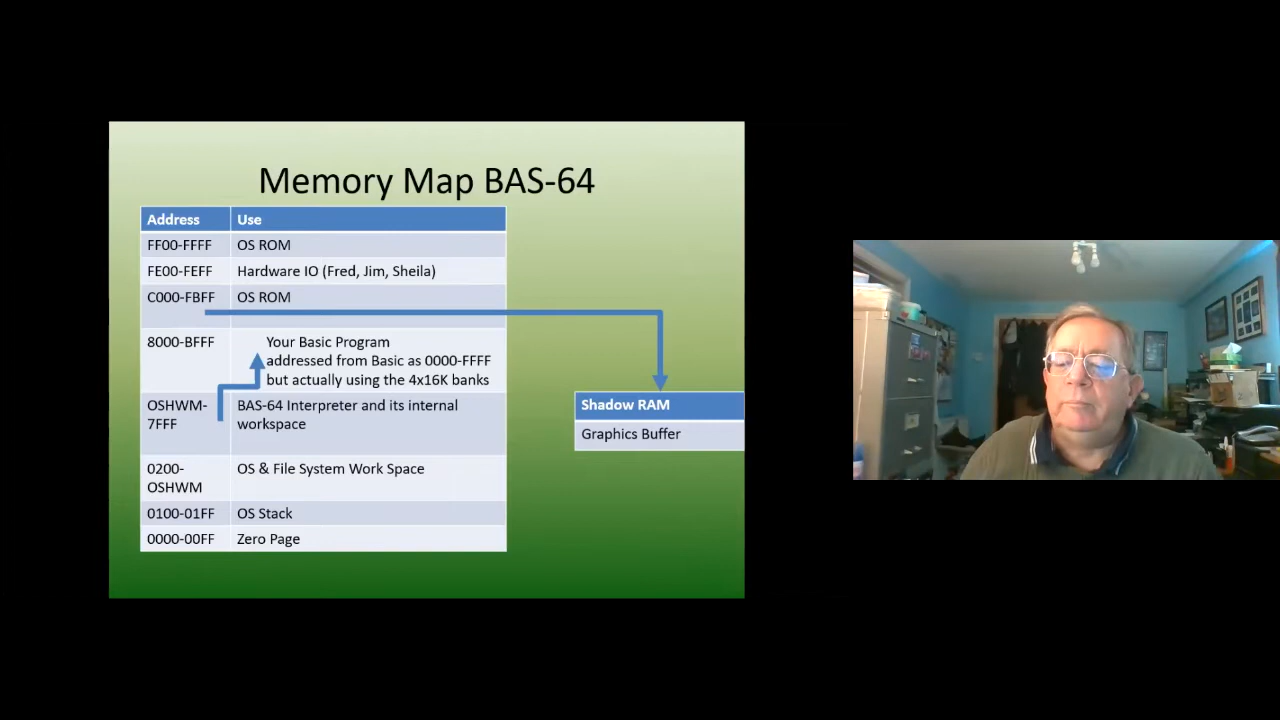 Memory Map BAS-64
Address Use
FF00-FFFF OS ROM
FE00-FEFF Hardware IO (Fred, Jim, Sheila)
C000-FBFF OS ROM
8000-BFFF Your Basic Program
addressed from Basic as 0000-FFFF
but actually using the 4x16K banks
OSHWM- BAS-64 Interpreter and its internal
7FFF workspace
Shadow RAM
Graphics Buffer
0200- OS & File System Work Space
OSHWM
0100-01FF OS Stack
0000-00FF Zero Page